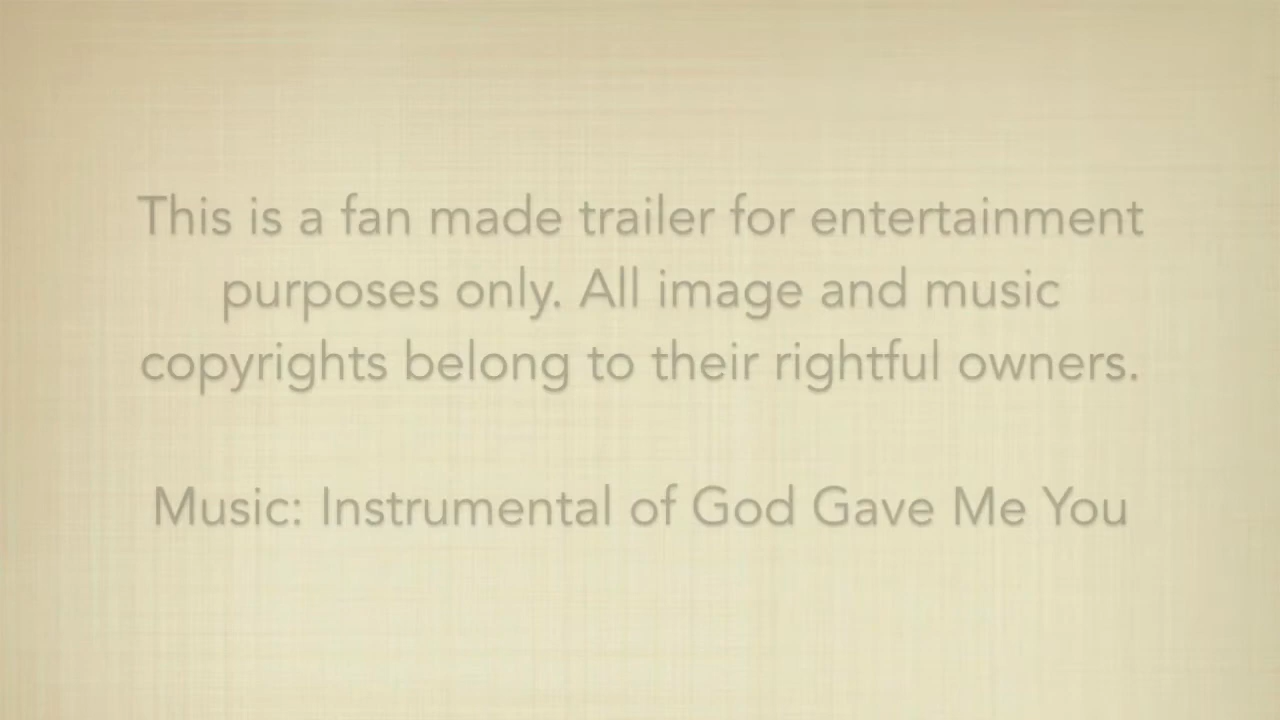 This is a fan made trailer for entertainment
purposes only. All image and music
copyrights belong to their rightful owners.
Music: Instrumental of God Gave Me You